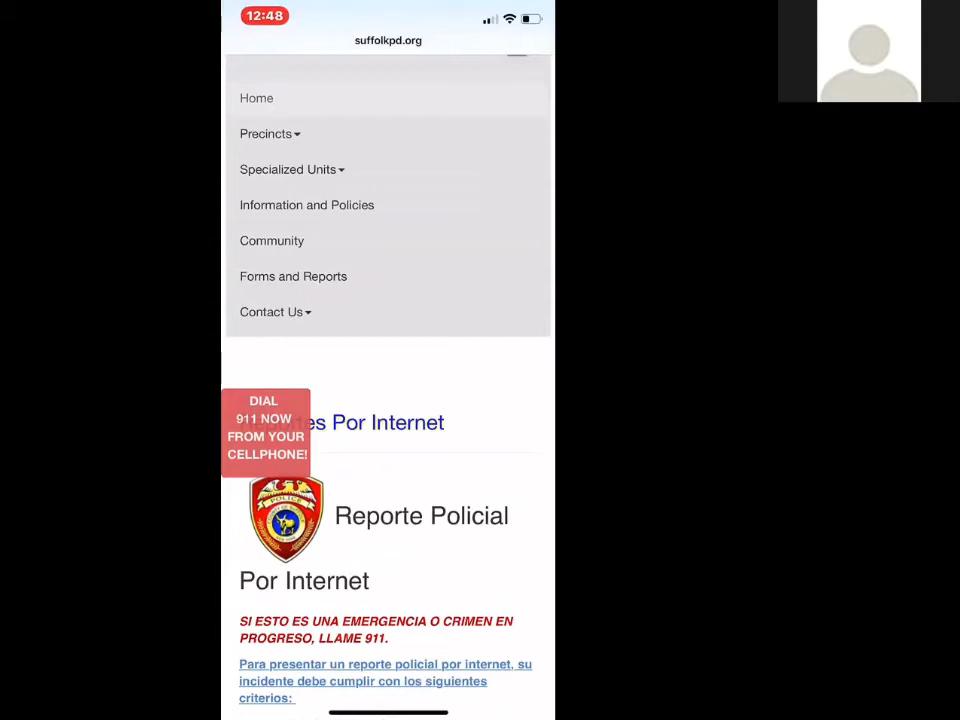 12:48
suffolkpd.org
Home
Precincts
Specialized Units
Information and Policies
Community
Forms and Reports
Contact Us
DIAL
911 NOW
FROM YOUR
CELLPHONE!
Reportes Por Internet
POLICE
Reporte Policial
Por Internet
SI ESTO ES UNA EMERGENCIA O CRIMEN EN
PROGRESO, LLAME 911.
Para presentar un reporte policial por internet, su
incidente debe cumplir con los siguientes
criterios: